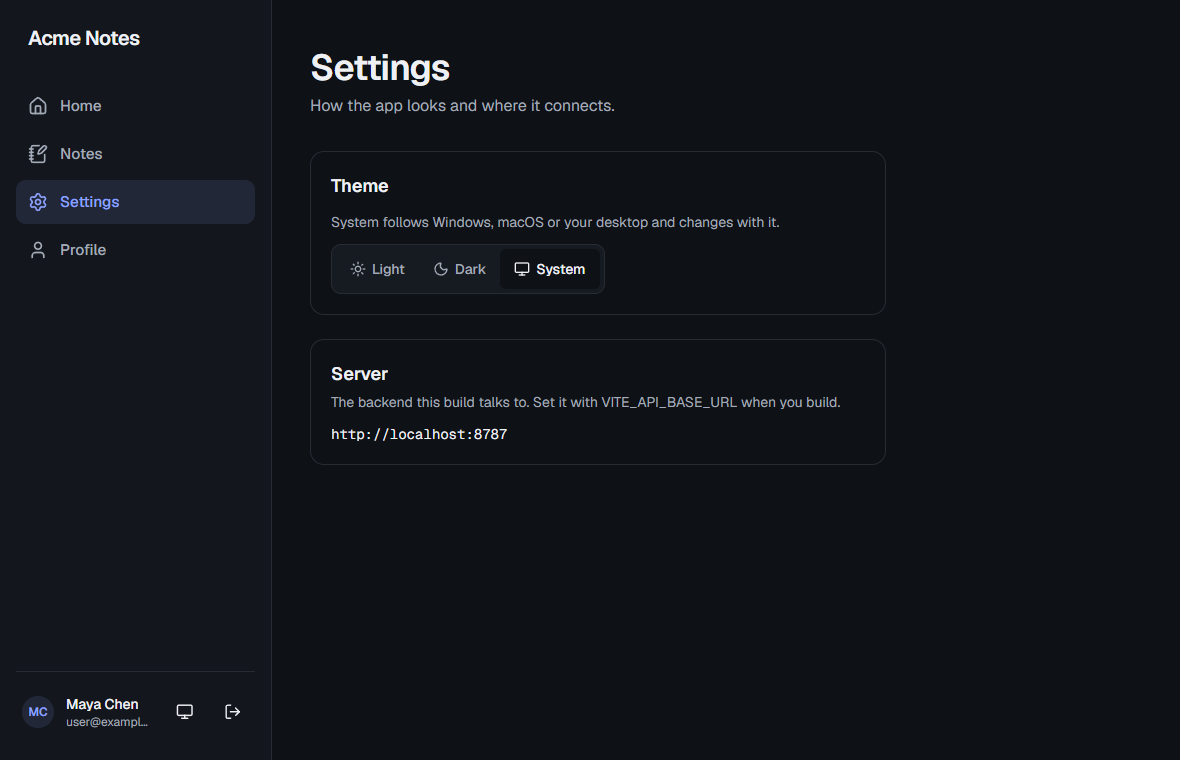 Acme Notes
Home
Notes
Settings
Profile
Settings
How the app looks and where it connects.
Theme
System follows Windows, macOS or your desktop and changes with it.
Light
Dark
System
Server
The backend this build talks to. Set it with VITE_API_BASE_URL when you build.
http://localhost:8787
MC
Maya Chen
user@exampl…